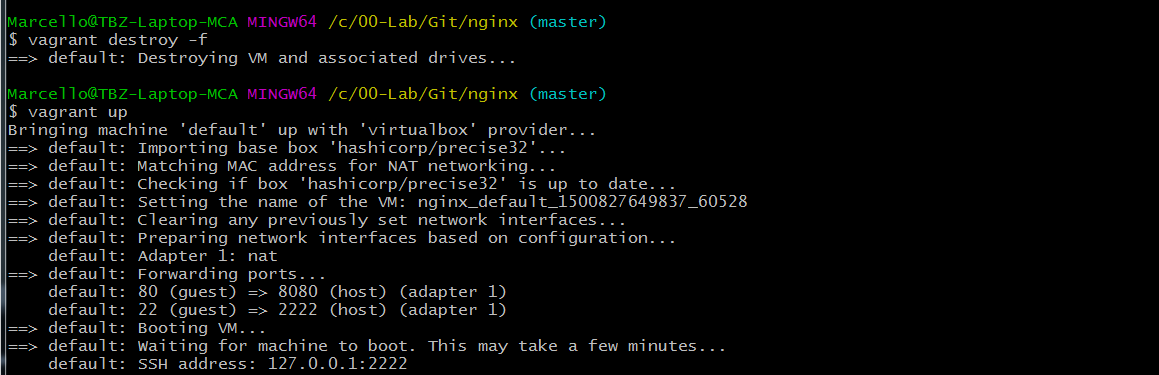 Marcello@TBZ-Laptop-MCA MINGW64 /c/00-Lab/Git/nginx (master)
$ vagrant destroy -f
==> default: Destroying VM and associated drives...
Marcello@TBZ-Laptop-MCA MINGW64 /c/00-Lab/Git/nginx (master)
$ vagrant up
Bringing machine 'default' up with 'virtualbox' provider...
==> default: Importing base box 'hashicorp/precise32'...
==> default: Matching MAC address for NAT networking...
==> default: Checking if box 'hashicorp/precise32' is up to date...
==> default: Setting the name of the VM: nginx_default_1500827649837_60528
==> default: Clearing any previously set network interfaces...
==> default: Preparing network interfaces based on configuration...
    default: Adapter 1: nat
==> default: Forwarding ports...
    default: 80 (guest) => 8080 (host) (adapter 1)
    default: 22 (guest) => 2222 (host) (adapter 1)
==> default: Booting VM...
==> default: Waiting for machine to boot. This may take a few minutes...
    default: SSH address: 127.0.0.1:2222